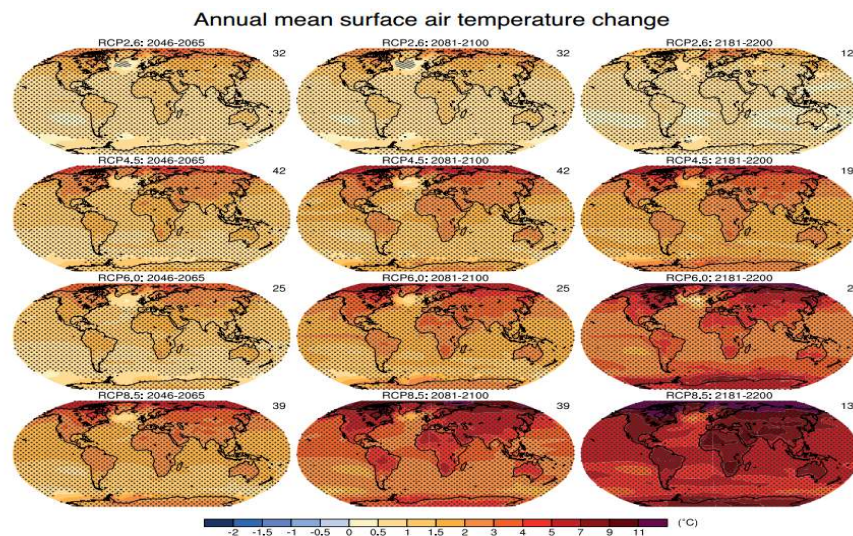 Annual mean surface air temperature change
RCP2.6: 2046-2065 32 RCP2.6: 2081-2100 32 RCP2.6: 2181-2200 12
RCP4.5: 2046-2065 42 RCP4.5: 2081-2100 42 RCP4.5: 2181-2200 19
RCP6.0: 2046-2065 25 RCP6.0: 2081-2100 25 RCP6.0: 2181-2200 2
RCP8.5: 2046-2065 39 RCP8.5: 2081-2100 39 RCP8.5: 2181-2200 13
-2 -1.5 -1 -0.5 0 0.5 1 1.5 2 3 4 5 7 9 11 (°C)